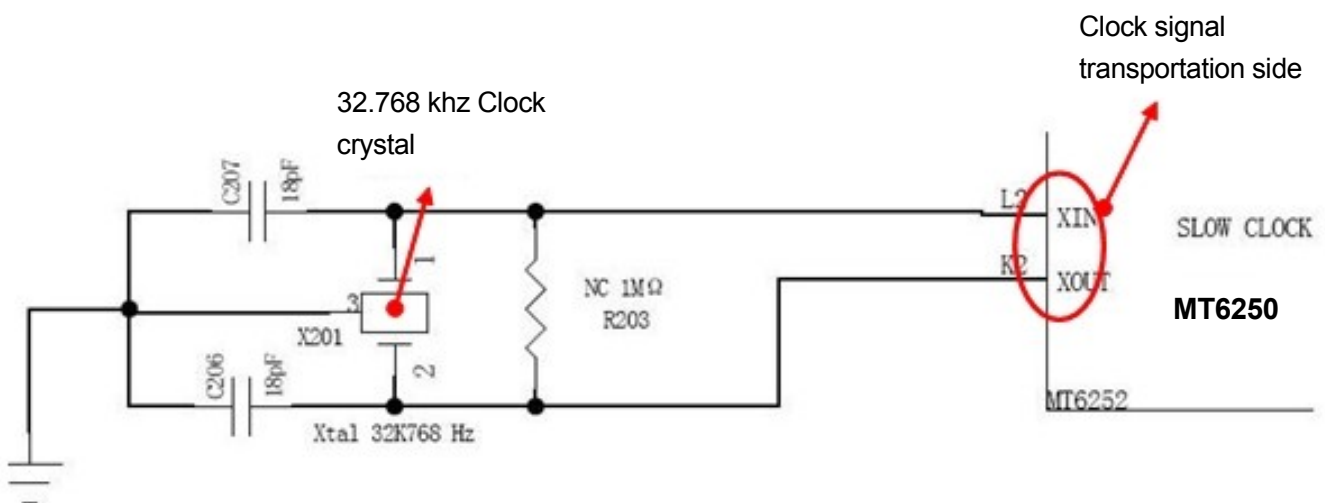 Clock signal
transportation side
32.768 khz Clock
crystal
C207
18pF
L2
XIN
SLOW CLOCK
1
K2
XOUT
NC 1MΩ
R203
3
X201
MT6250
C206
18pF
2
MT6252
Xtal 32K768 Hz